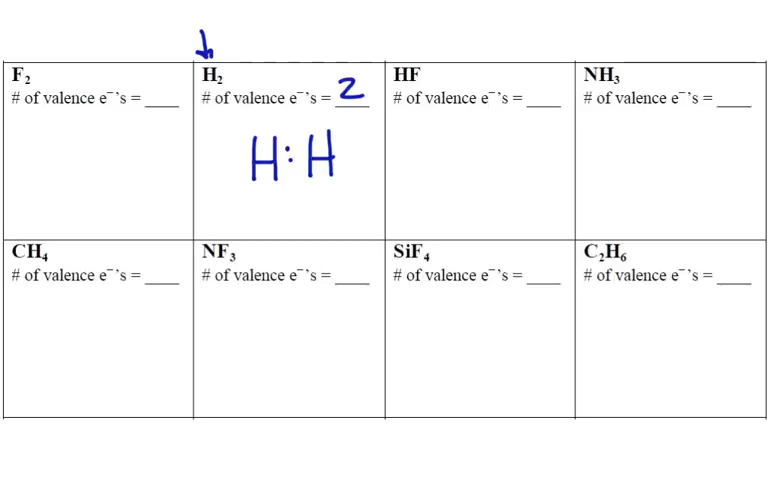 F₂
# of valence e⁻'s = ____
H₂
# of valence e⁻'s = 2
H:H
HF
# of valence e⁻'s = ____
NH₃
# of valence e⁻'s = ____
CH₄
# of valence e⁻'s = ____
NF₃
# of valence e⁻'s = ____
SiF₄
# of valence e⁻'s = ____
C₂H₆
# of valence e⁻'s = ____